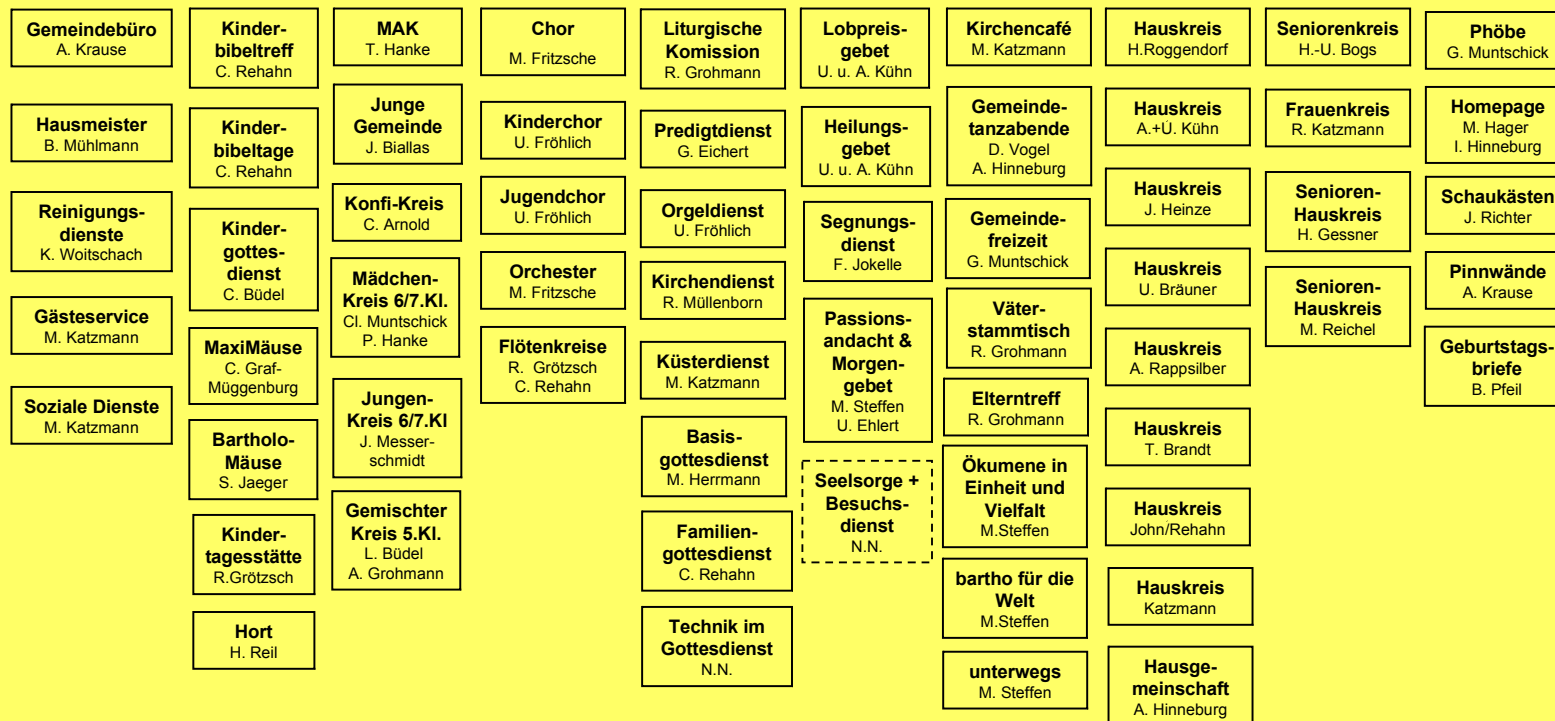 Gemeindebüro
A. Krause
Hausmeister
B. Mühlmann
Reinigungs-
dienste
K. Woitschach
Gästeservice
M. Katzmann
Soziale Dienste
M. Katzmann
Kinder-
bibeltreff
C. Rehahn
Kinder-
bibeltage
C. Rehahn
Kinder-
gottes-
dienst
C. Büdel
MaxiMäuse
C. Graf-
Müggenburg
Bartholo-
Mäuse
S. Jaeger
Kinder-
tagesstätte
R.Grötzsch
Hort
H. Reil
MAK
T. Hanke
Junge
Gemeinde
J. Biallas
Konfi-Kreis
C. Arnold
Mädchen-
Kreis 6/7.Kl.
Cl. Muntschick
P. Hanke
Jungen-
Kreis 6/7.Kl
J. Messer-
schmidt
Gemischter
Kreis 5.Kl.
L. Büdel
A. Grohmann
Chor
M. Fritzsche
Kinderchor
U. Fröhlich
Jugendchor
U. Fröhlich
Orchester
M. Fritzsche
Flötenkreise
R. Grötzsch
C. Rehahn
Liturgische
Komission
R. Grohmann
Predigtdienst
G. Eichert
Orgeldienst
U. Fröhlich
Kirchendienst
R. Müllenborn
Küsterdienst
M. Katzmann
Basis-
gottesdienst
M. Herrmann
Familien-
gottesdienst
C. Rehahn
Technik im
Gottesdienst
N.N.
Lobpreis-
gebet
U. u. A. Kühn
Heilungs-
gebet
U. u. A. Kühn
Segnungs-
dienst
F. Jokelle
Passions-
andacht &
Morgen-
gebet
M. Steffen
U. Ehlert
Seelsorge +
Besuchs-
dienst
N.N.
Kirchencafé
M. Katzmann
Gemeinde-
tanzabende
D. Vogel
A. Hinneburg
Gemeinde-
freizeit
G. Muntschick
Väter-
stammtisch
R. Grohmann
Elterntreff
R. Grohmann
Ökumene in
Einheit und
Vielfalt
M.Steffen
bartho für die
Welt
M.Steffen
unterwegs
M. Steffen
Hauskreis
H.Roggendorf
Hauskreis
A.+Ú. Kühn
Hauskreis
J. Heinze
Hauskreis
U. Bräuner
Hauskreis
A. Rappsilber
Hauskreis
T. Brandt
Hauskreis
John/Rehahn
Hauskreis
Katzmann
Hausge-
meinschaft
A. Hinneburg
Seniorenkreis
H.-U. Bogs
Frauenkreis
R. Katzmann
Senioren-
Hauskreis
H. Gessner
Senioren-
Hauskreis
M. Reichel
Phöbe
G. Muntschick
Homepage
M. Hager
I. Hinneburg
Schaukästen
J. Richter
Pinnwände
A. Krause
Geburtstags-
briefe
B. Pfeil